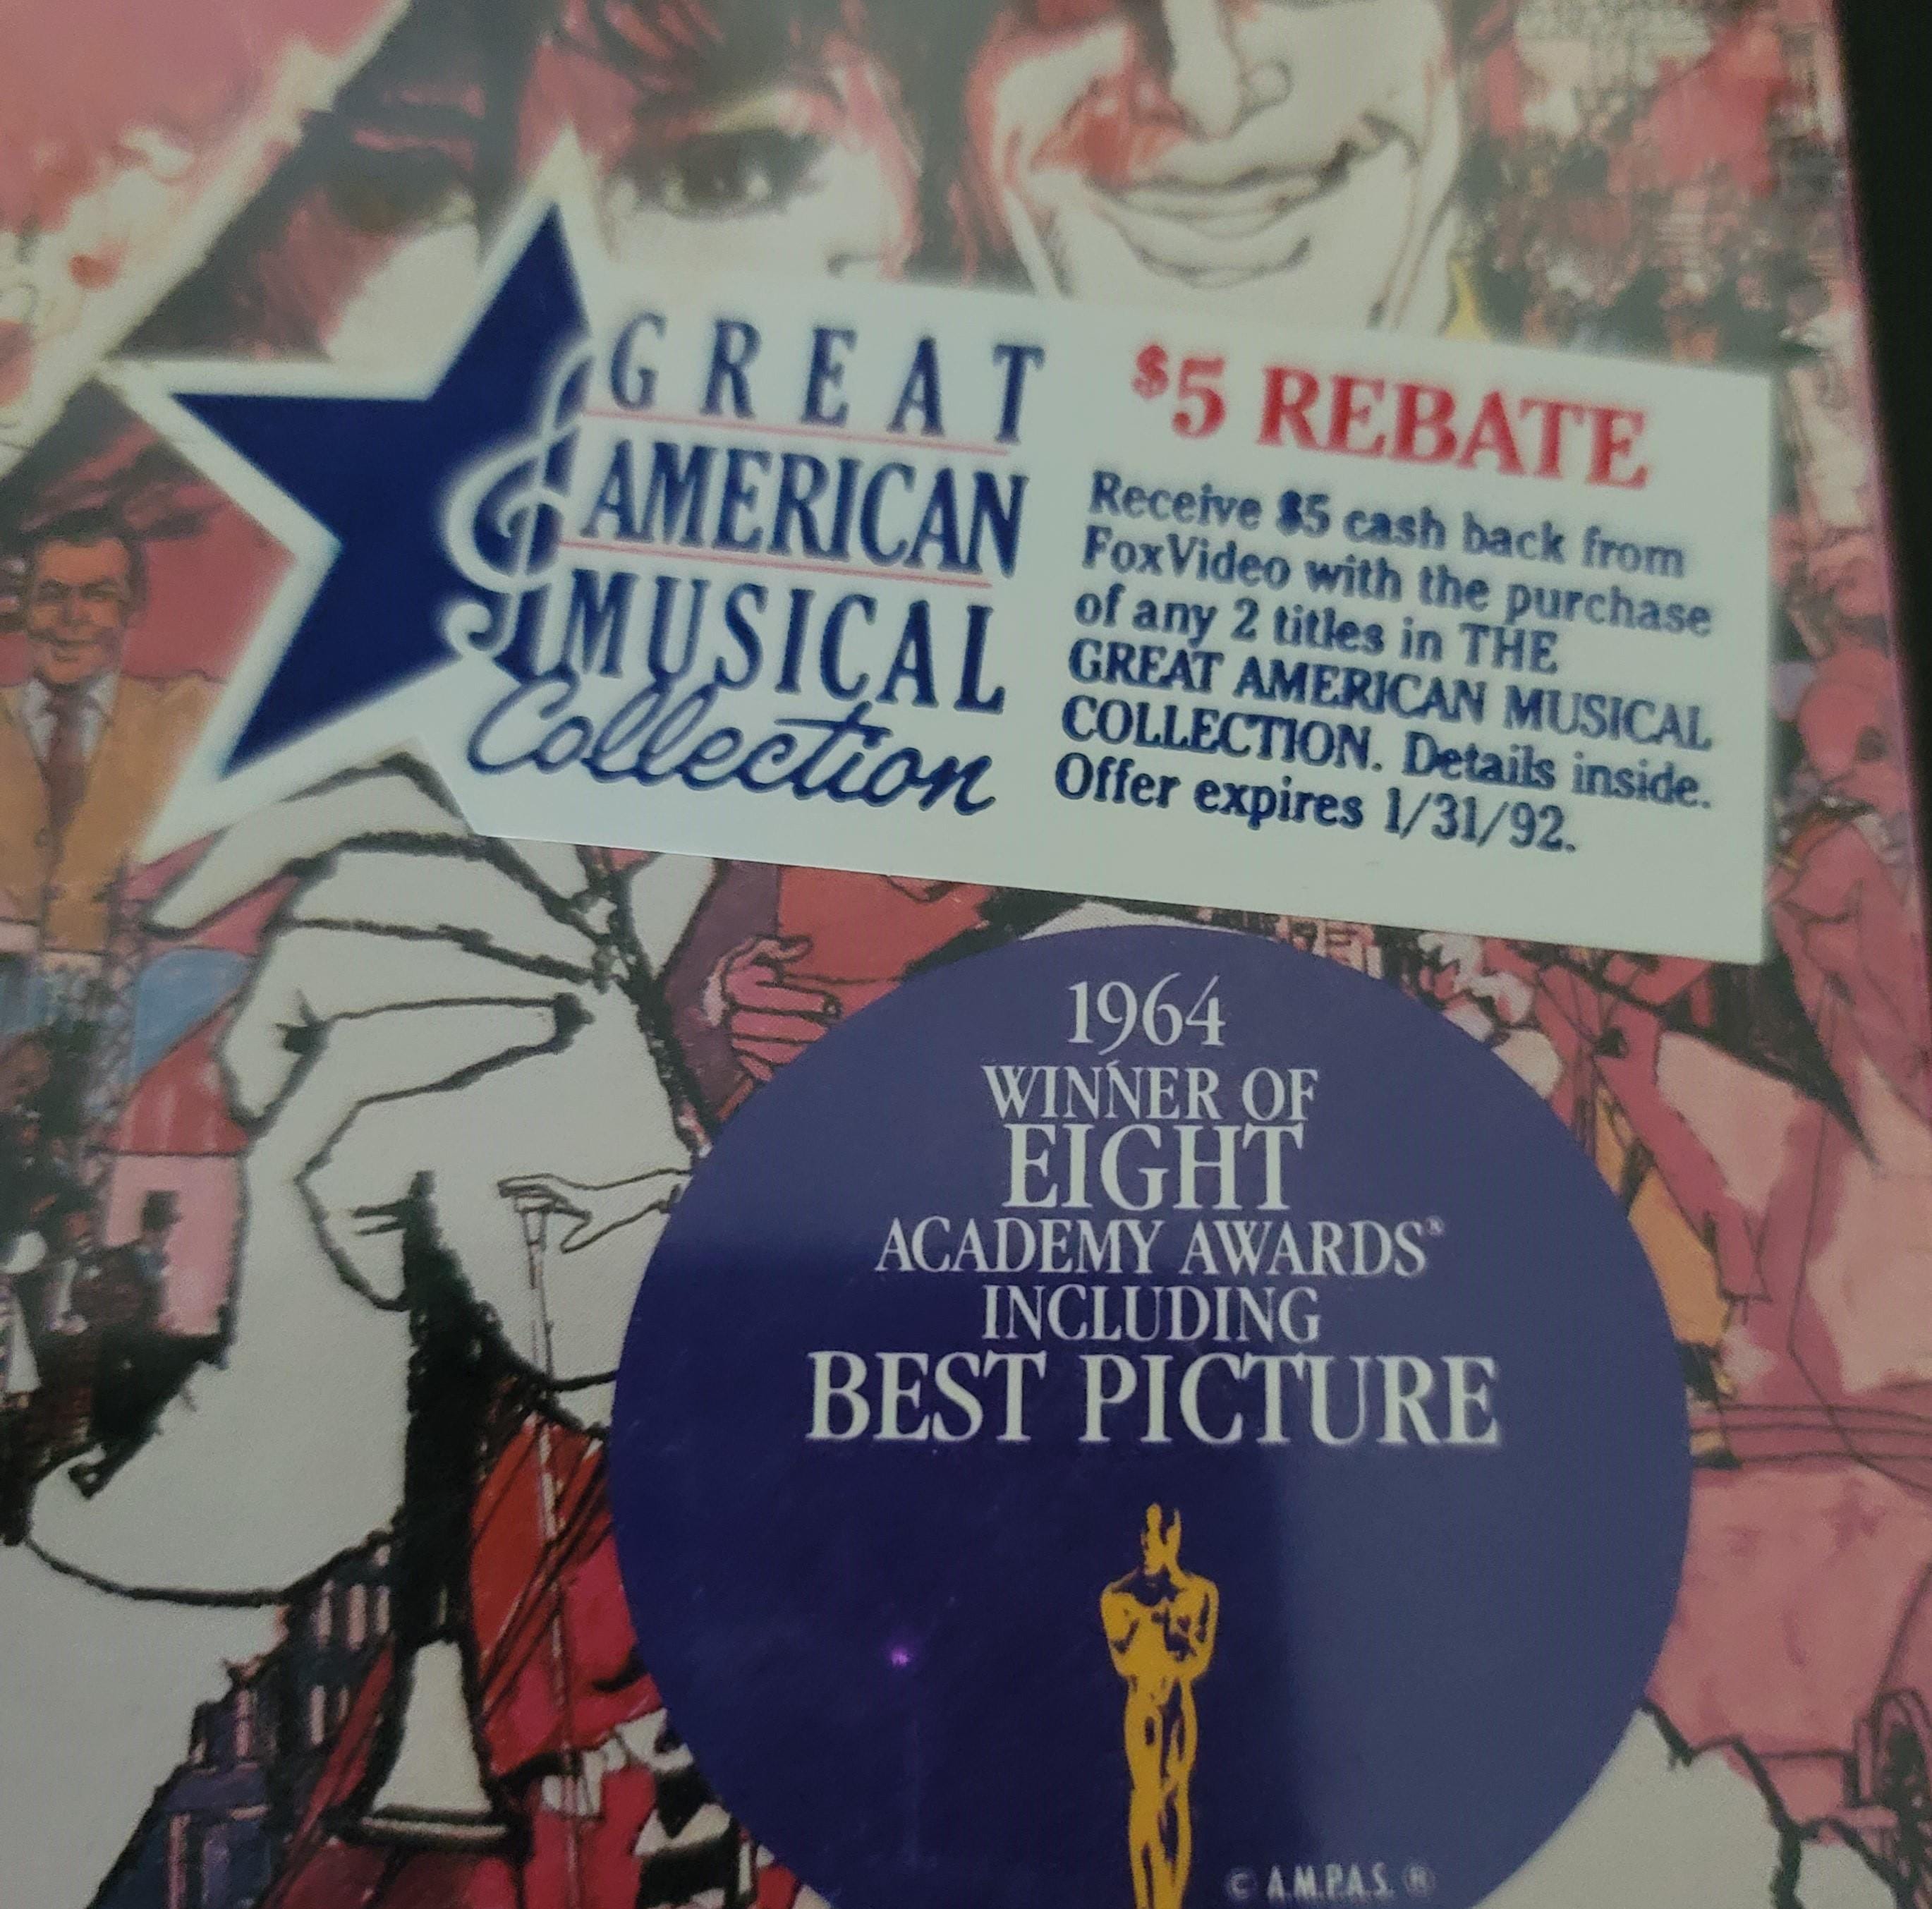 GREAT
AMERICAN
MUSICAL
Collection
$5 REBATE
Receive $5 cash back from
FoxVideo with the purchase
of any 2 titles in THE
GREAT AMERICAN MUSICAL
COLLECTION. Details inside.
Offer expires 1/31/92.
1964
WINNER OF
EIGHT
ACADEMY AWARDS®
INCLUDING
BEST PICTURE
© A.M.P.A.S. ®